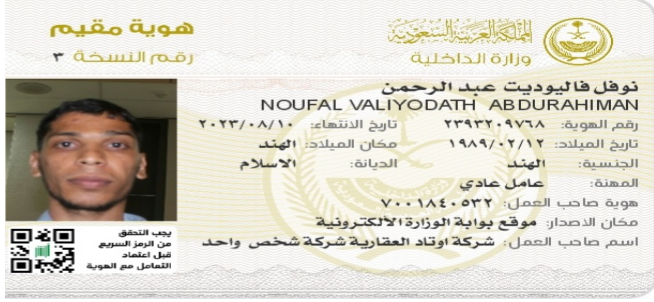 هوية مقيم
رقم النسخة ٣
المملكة العربية السعودية
وزارة الداخلية
نوفل فاليوديت عبد الرحمن
NOUFAL VALIYODATH ABDURAHIMAN
رقم الهوية: ٢٣٩٣٢٠٩٧٦٨ تاريخ الانتهاء: ٢٠٢٣/٠٨/١٠
تاريخ الميلاد: ١٩٨٩/٠٢/١٢ مكان الميلاد: الهند
الجنسية: الهند الديانة: الاسلام
المهنة: عامل عادي
هوية صاحب العمل: ٧٠٠١٨٤٠٥٣٢
مكان الاصدار: موقع بوابة الوزارة الألكترونية
اسم صاحب العمل: شركة اوتاد العقارية شركة شخص واحد
يجب التحقق
من الرمز السريع
قبل اعتماد
التعامل مع الهوية